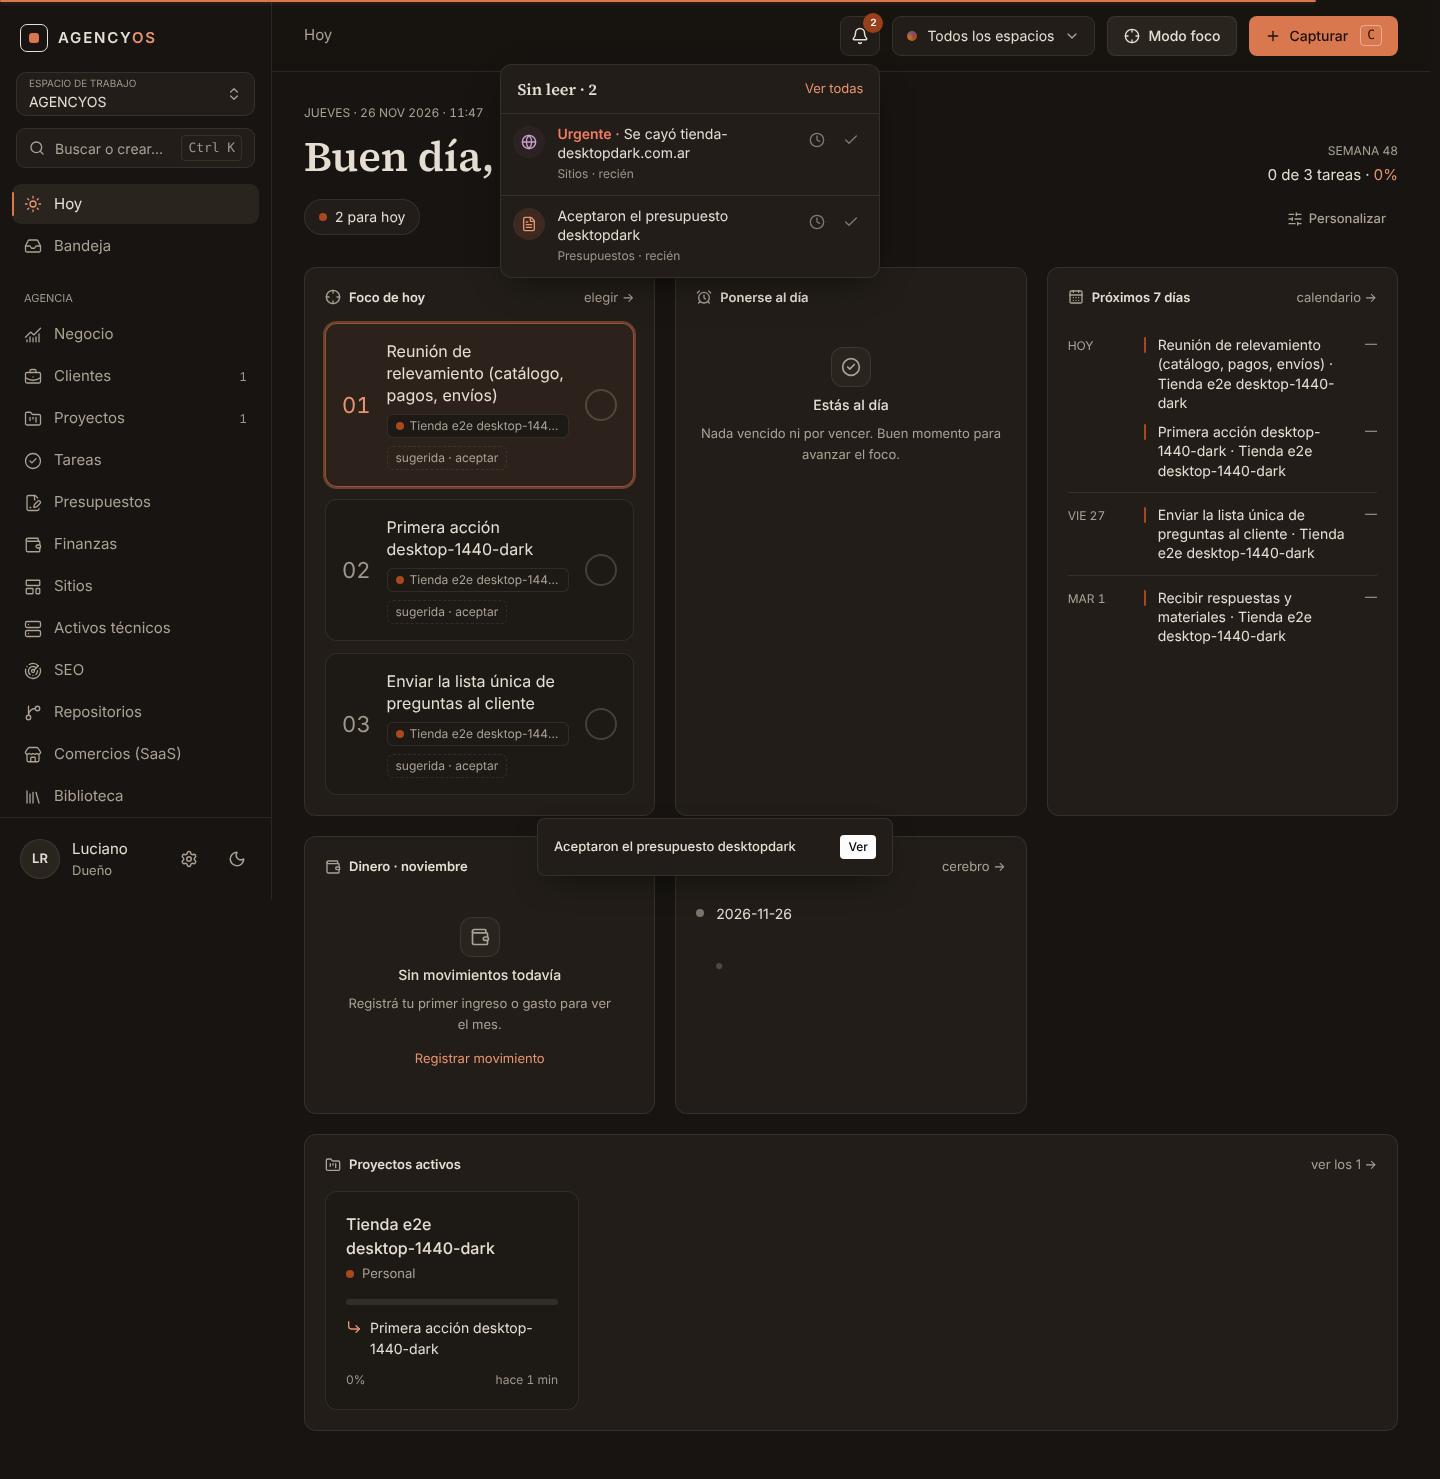 AGENCYOS
ESPACIO DE TRABAJO
AGENCYOS
Buscar o crear...
Ctrl K
Hoy
Bandeja
AGENCIA
Negocio
Clientes 1
Proyectos 1
Tareas
Presupuestos
Finanzas
Sitios
Activos técnicos
SEO
Repositorios
Comercios (SaaS)
Biblioteca
LR
Luciano
Dueño
Hoy
2
Todos los espacios
Modo foco
Capturar C
Sin leer · 2
Ver todas
Urgente · Se cayó tienda-
desktopdark.com.ar
Sitios · recién
Aceptaron el presupuesto
desktopdark
Presupuestos · recién
JUEVES · 26 NOV 2026 · 11:47
Buen día,
2 para hoy
SEMANA 48
0 de 3 tareas · 0%
Personalizar
Foco de hoy
elegir →
01
Reunión de
relevamiento (catálogo,
pagos, envíos)
Tienda e2e desktop-144...
sugerida · aceptar
02
Primera acción
desktop-1440-dark
Tienda e2e desktop-144...
sugerida · aceptar
03
Enviar la lista única de
preguntas al cliente
Tienda e2e desktop-144...
sugerida · aceptar
Ponerse al día
Estás al día
Nada vencido ni por vencer. Buen momento para
avanzar el foco.
Próximos 7 días
calendario →
HOY
Reunión de relevamiento
(catálogo, pagos, envíos) ·
Tienda e2e desktop-1440-
dark
—
Primera acción desktop-
1440-dark · Tienda e2e
desktop-1440-dark
—
VIE 27
Enviar la lista única de
preguntas al cliente · Tienda
e2e desktop-1440-dark
—
MAR 1
Recibir respuestas y
materiales · Tienda e2e
desktop-1440-dark
—
Aceptaron el presupuesto desktopdark
Ver
Dinero · noviembre
Sin movimientos todavía
Registrá tu primer ingreso o gasto para ver
el mes.
Registrar movimiento
cerebro →
2026-11-26
Proyectos activos
ver los 1 →
Tienda e2e
desktop-1440-dark
Personal
Primera acción desktop-
1440-dark
0%
hace 1 min